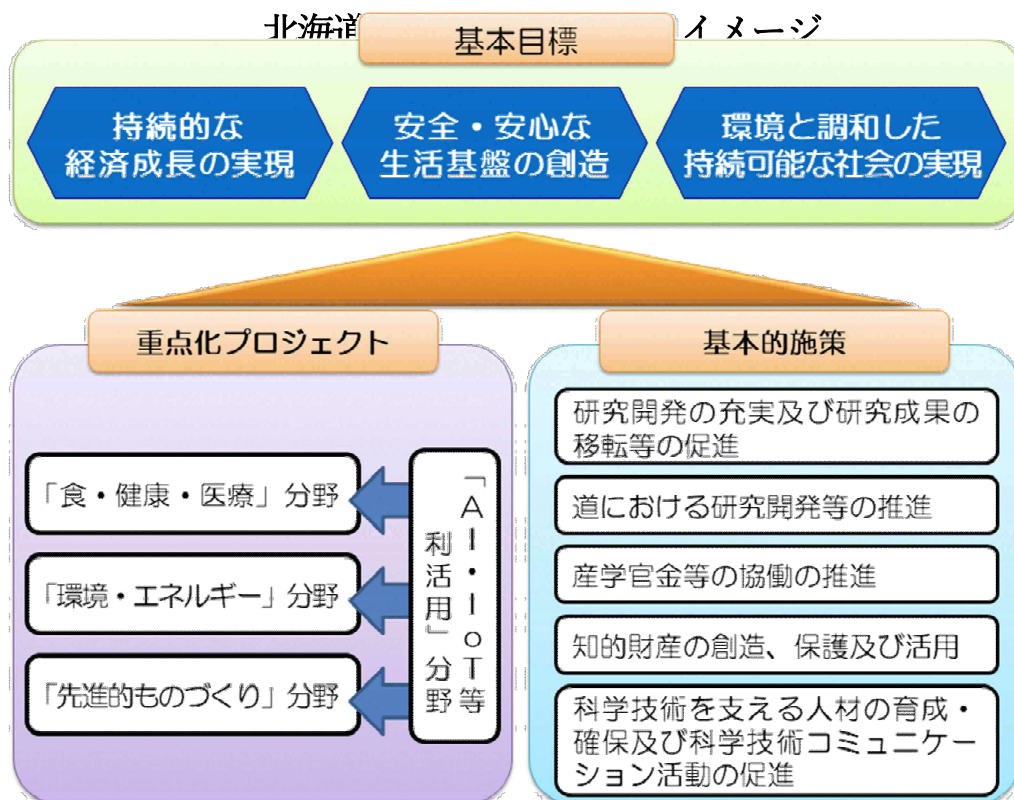 北海道 イメージ
基本目標
持続的な
経済成長の実現
安全・安心な
生活基盤の創造
環境と調和した
持続可能な社会の実現
重点化プロジェクト
「食・健康・医療」分野
「環境・エネルギー」分野
「先進的ものづくり」分野
「AI・IoT等
利活用」分野
基本的施策
研究開発の充実及び研究成果の
移転等の促進
道における研究開発等の推進
産学官金等の協働の推進
知的財産の創造、保護及び活用
科学技術を支える人材の育成・
確保及び科学技術コミュニケー
ション活動の促進